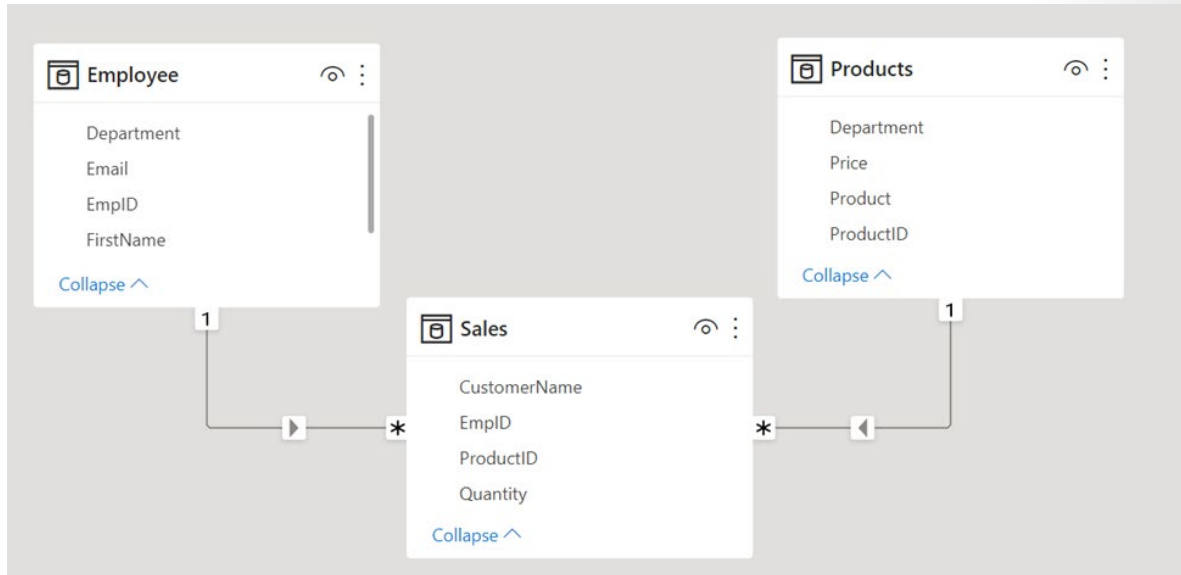 Employee
Department
Email
EmpID
FirstName
Collapse
1
*
Products
Department
Price
Product
ProductID
Collapse
1
*
Sales
CustomerName
EmpID
ProductID
Quantity
Collapse